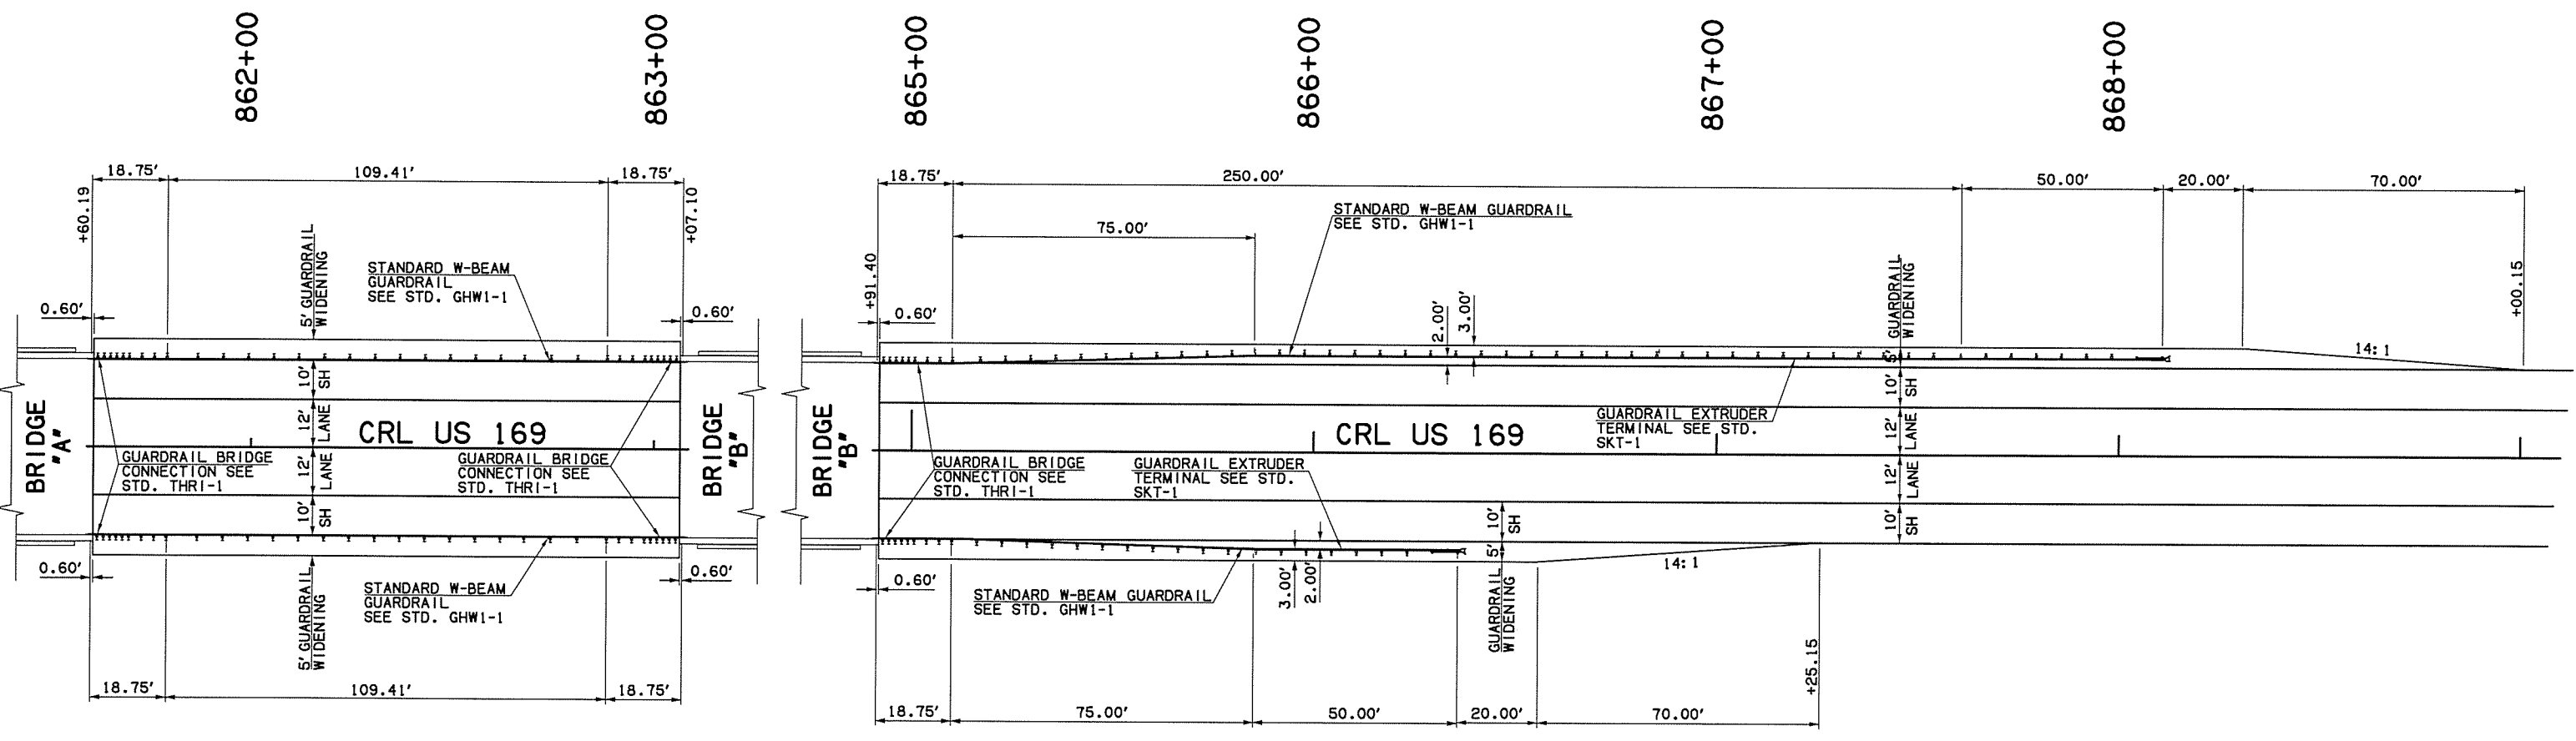 862+00
863+00
865+00
866+00
867+00
868+00
18.75'
109.41'
18.75'
18.75'
250.00'
50.00'
20.00'
70.00'
+60.19
+07.10
+91.40
+00.15
75.00'
STANDARD W-BEAM GUARDRAIL
SEE STD. GHW1-1
5' GUARDRAIL
WIDENING
STANDARD W-BEAM
GUARDRAIL
SEE STD. GHW1-1
0.60'
0.60'
0.60'
2.00'
3.00'
5' GUARDRAIL
WIDENING
14:1
10'
SH
12'
LANE
12'
LANE
10'
SH
BRIDGE
"A"
CRL US 169
BRIDGE
"B"
BRIDGE
"B"
CRL US 169
GUARDRAIL BRIDGE
CONNECTION SEE
STD. THRI-1
GUARDRAIL BRIDGE
CONNECTION SEE
STD. THRI-1
GUARDRAIL BRIDGE
CONNECTION SEE
STD. THRI-1
GUARDRAIL EXTRUDER
TERMINAL SEE STD.
SKT-1
GUARDRAIL EXTRUDER
TERMINAL SEE STD.
SKT-1
10'
SH
12'
LANE
12'
LANE
10'
SH
10'
SH
5'
GUARDRAIL
WIDENING
14:1
0.60'
0.60'
0.60'
3.00'
2.00'
5' GUARDRAIL
WIDENING
STANDARD W-BEAM
GUARDRAIL
SEE STD. GHW1-1
STANDARD W-BEAM GUARDRAIL
SEE STD. GHW1-1
+25.15
18.75'
109.41'
18.75'
18.75'
75.00'
50.00'
20.00'
70.00'